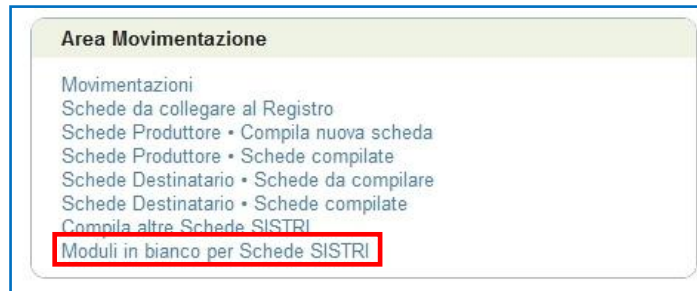 Area Movimentazione
Movimentazioni
Schede da collegare al Registro
Schede Produttore • Compila nuova scheda
Schede Produttore • Schede compilate
Schede Destinatario • Schede da compilare
Schede Destinatario • Schede compilate
Compila altre Schede SISTRI
Moduli in bianco per Schede SISTRI